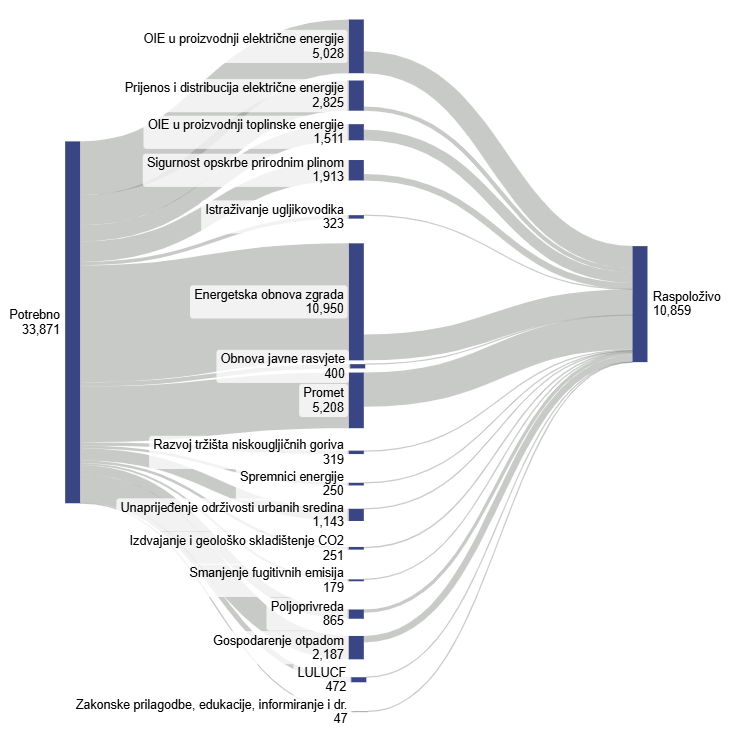 OIE u proizvodnji električne energije
5,028
Prijenos i distribucija električne energije
2,825
OIE u proizvodnji toplinske energije
1,511
Sigurnost opskrbe prirodnim plinom
1,913
Istraživanje ugljikovodika
323
Energetska obnova zgrada
10,950
Potrebno
33,871
Raspoloživo
10,859
Obnova javne rasvjete
400
Promet
5,208
Razvoj tržišta niskougljičnih goriva
319
Spremnici energije
250
Unaprijeđenje održivosti urbanih sredina
1,143
Izdvajanje i geološko skladištenje CO2
251
Smanjenje fugitivnih emisija
179
Poljoprivreda
865
Gospodarenje otpadom
2,187
LULUCF
472
Zakonske prilagodbe, edukacije, informiranje i dr.
47